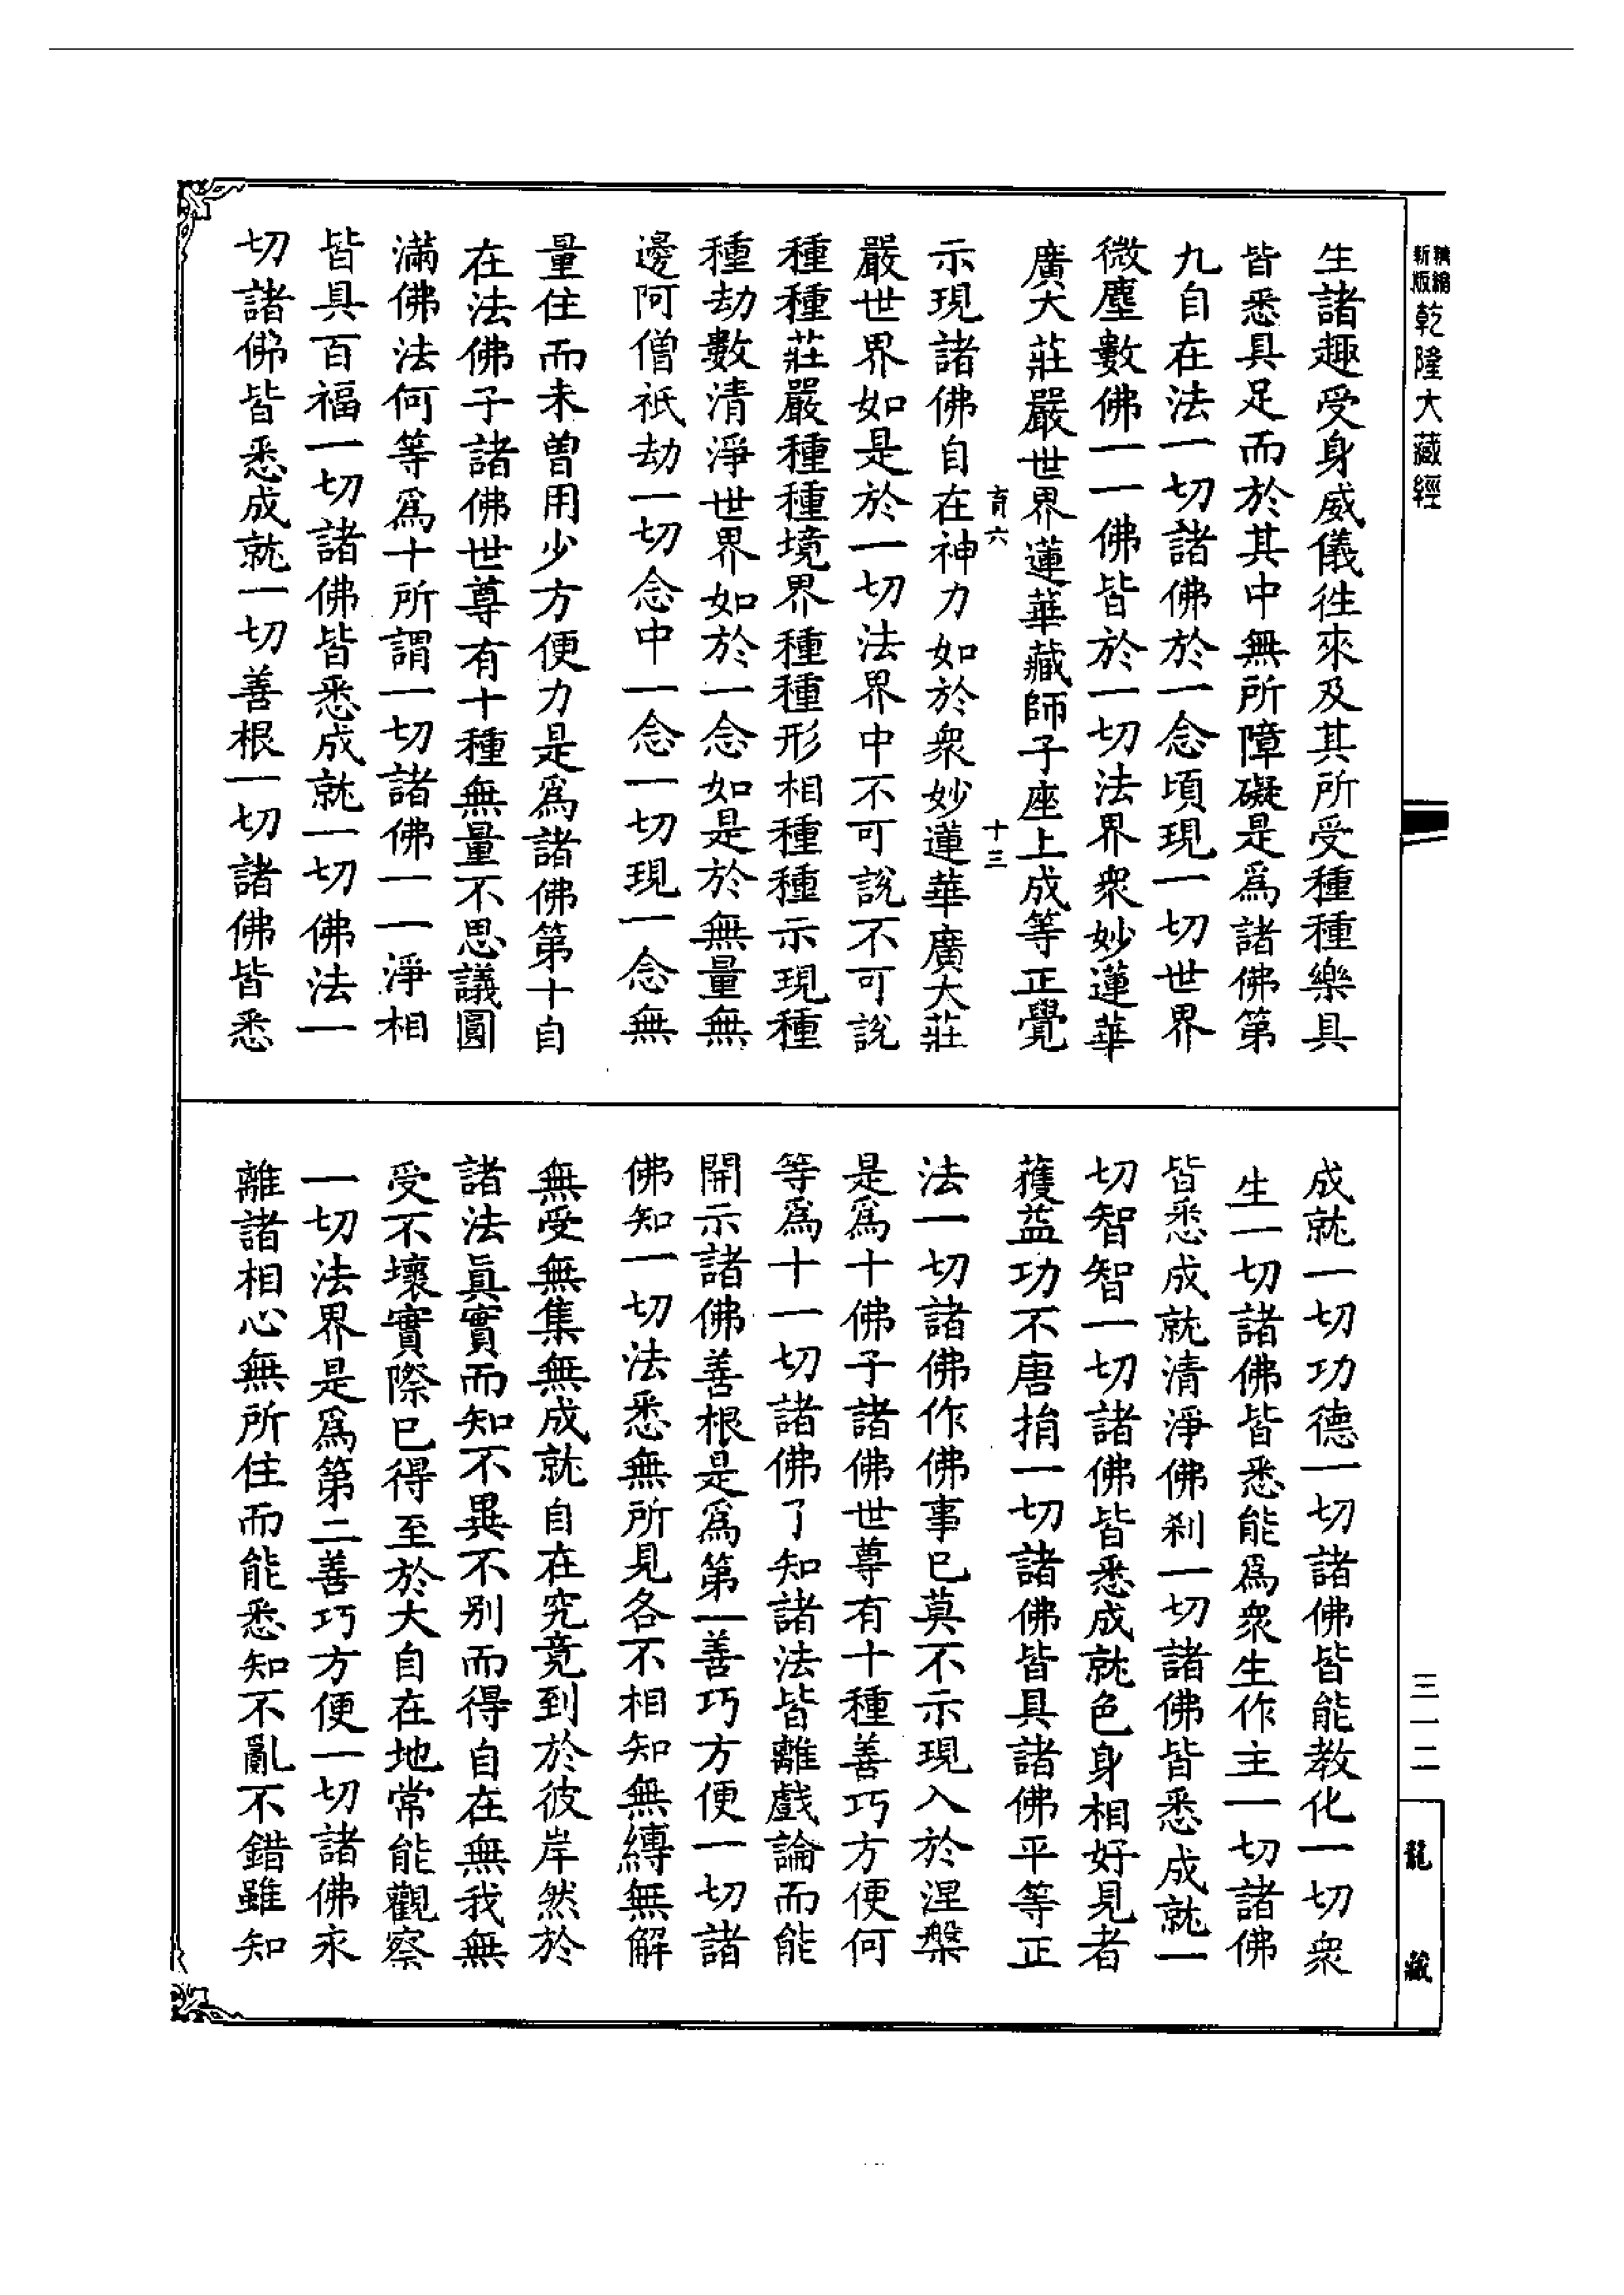 新版精縮乾隆大藏經
生諸趣受身威儀往來及其所受種種樂具
皆悉具足而於其中無所障礙是爲諸佛第
九自在法一切諸佛於一念頃現一切世界
微塵數佛一一佛皆於一切法界衆妙蓮華
廣大莊嚴世界蓮華藏師子座上成等正覺
育六 十三
示現諸佛自在神力如於衆妙蓮華廣大莊
嚴世界如是於一切法界中不可說不可說
種種莊嚴種種境界種種形相種種示現種
種劫數清淨世界如於一念如是於無量無
邊阿僧祇劫一切念中一念一切現一念無
量住而未曾用少方便力是爲諸佛第十自
在法佛子諸佛世尊有十種無量不思議圓
滿佛法何等爲十所謂一切諸佛一一淨相
皆具百福一切諸佛皆悉成就一切佛法一
切諸佛皆悉成就一切善根一切諸佛皆悉
成就一切功德一切諸佛皆能教化一切衆
生一切諸佛皆悉能爲衆生作主一切諸佛
皆悉成就清淨佛刹一切諸佛皆悉成就一
切智智一切諸佛皆悉成就色身相好見者
獲益功不唐捐一切諸佛皆具諸佛平等正
法一切諸佛作佛事已莫不示現入於涅槃
是爲十佛子諸佛世尊有十種善巧方便何
等爲十一切諸佛了知諸法皆離戲論而能
開示諸佛善根是爲第一善巧方便一切諸
佛知一切法悉無所見各不相知無縛無解
無受無集無成就自在究竟到於彼岸然於
諸法眞實而知不異不別而得自在無我無
受不壞實際已得至於大自在地常能觀察
一切法界是爲第二善巧方便一切諸佛永
離諸相心無所住而能悉知不亂不錯雖知
三一二
龍藏